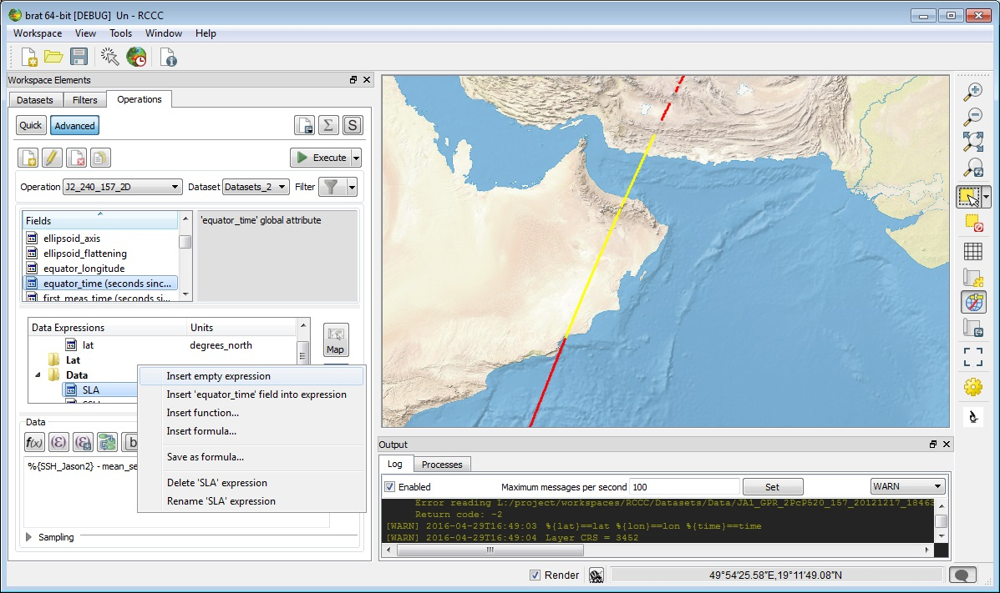 brat 64-bit [DEBUG] Un - RCCC
Workspace View Tools Window Help
Workspace Elements
Datasets Filters Operations
Quick Advanced Σ S
Execute
Operation J2_240_157_2D Dataset Datasets_2 Filter
Fields
'equator_time' global attribute
ellipsoid_axis
ellipsoid_flattening
equator_longitude
equator_time (seconds sinc...
first_meas_time (seconds si...
Data Expressions Units
lat degrees_north
Map
Lat
Data
SLA
Insert empty expression
Insert 'equator_time' field into expression
Insert function...
Insert formula...
Save as formula...
Delete 'SLA' expression
Rename 'SLA' expression
Data
f(x) (Ɛ) b
%{SSH_Jason2} - mean_se
Sampling
Output
Log Processes
Enabled Maximum messages per second 100 Set WARN
Error reading L:/project/workspaces/RCCC/Datasets/Data/JA1_GPR_2PcP520_157_20121217_18463
Return code: -2
[WARN] 2016-04-29T16:49:03 %{lat}==lat %{lon}==lon %{time}==time
[WARN] 2016-04-29T16:49:04 Layer CRS = 3452
Render 49°54'25.58"E,19°11'49.08"N